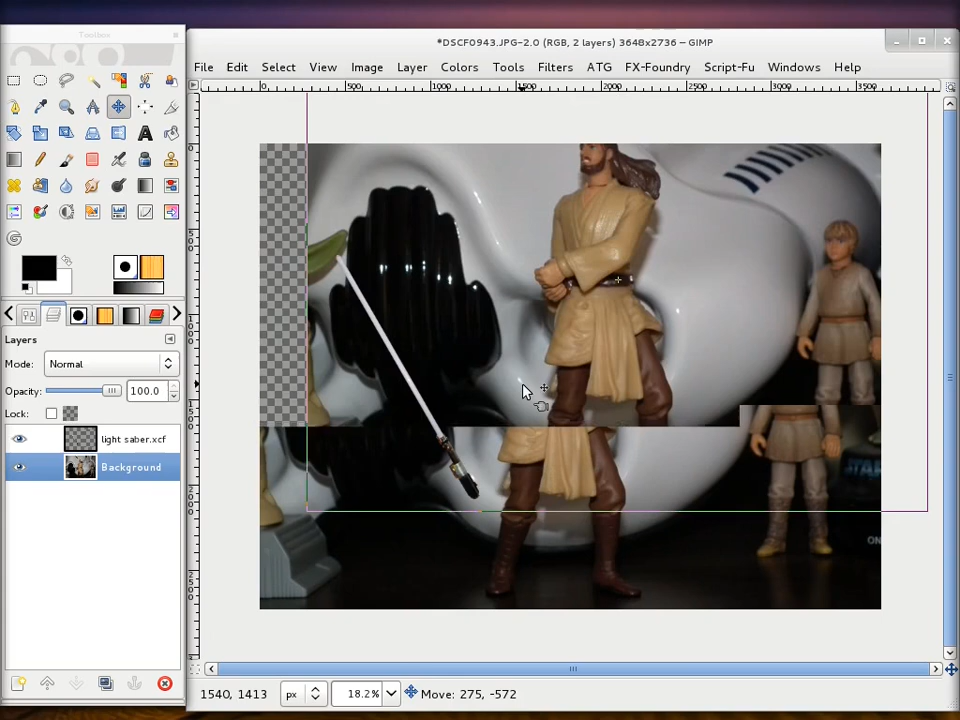 Toolbox
*DSCF0943.JPG-2.0 (RGB, 2 layers) 3648x2736 – GIMP
File Edit Select View Image Layer Colors Tools Filters ATG FX-Foundry Script-Fu Windows Help
0 500 1000 1500 2000 2500 3000 3500
Layers
Mode: Normal
Opacity: 100.0
Lock:
light saber.xcf
Background
ON
1540, 1413 px 18.2% Move: 275, -572